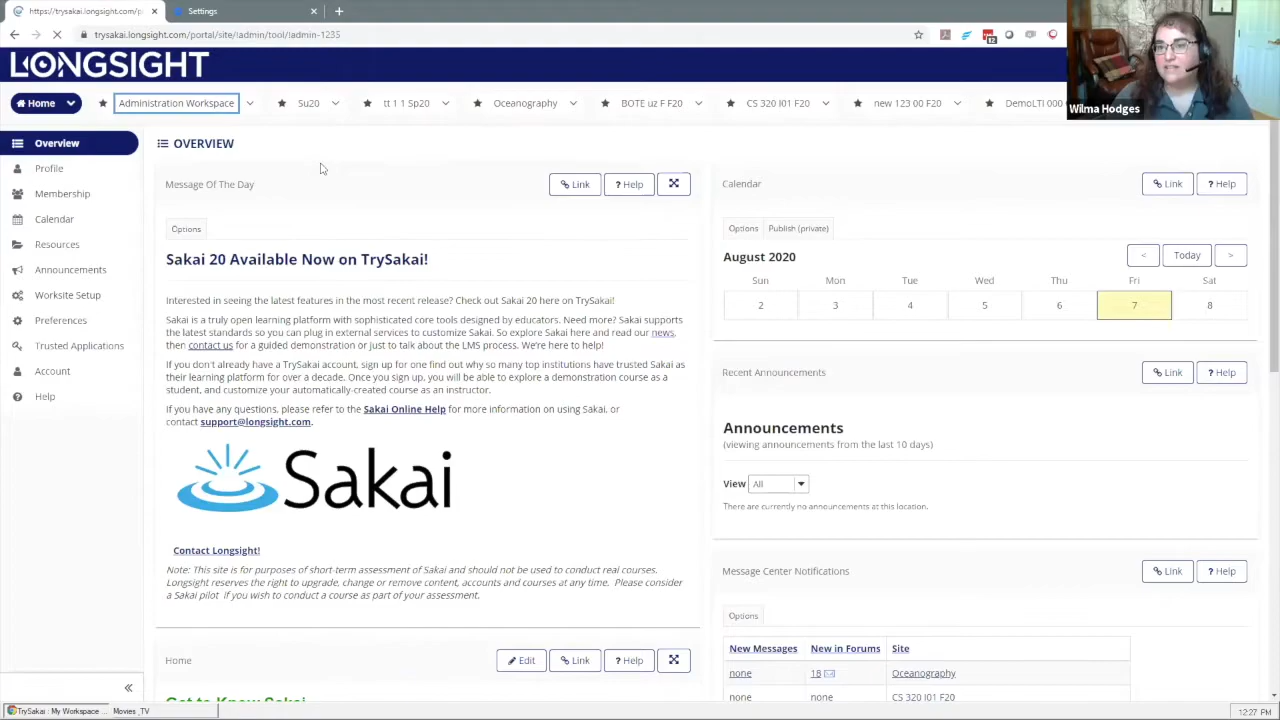 https://trysakai.longsight.com/p
Settings
trysakai.longsight.com/portal/site/!admin/tool/!admin-1235
12
LONGSIGHT
Wilma Hodges
Home
Administration Workspace
Su20
tt 1 1 Sp20
Oceanography
BOTE uz F F20
CS 320 I01 F20
new 123 00 F20
DemoLTI 000
Overview
Profile
Membership
Calendar
Resources
Announcements
Worksite Setup
Preferences
Trusted Applications
Account
Help
OVERVIEW
Message Of The Day
Link
? Help
Options
Sakai 20 Available Now on TrySakai!
Interested in seeing the latest features in the most recent release? Check out Sakai 20 here on TrySakai!
Sakai is a truly open learning platform with sophisticated core tools designed by educators. Need more? Sakai supports
the latest standards so you can plug in external services to customize Sakai. So explore Sakai here and read our news,
then contact us for a guided demonstration or just to talk about the LMS process. We're here to help!
If you don't already have a TrySakai account, sign up for one find out why so many top institutions have trusted Sakai as
their learning platform for over a decade. Once you sign up, you will be able to explore a demonstration course as a
student, and customize your automatically-created course as an instructor.
If you have any questions, please refer to the Sakai Online Help for more information on using Sakai, or
contact support@longsight.com.
Sakai
Contact Longsight!
Note: This site is for purposes of short-term assessment of Sakai and should not be used to conduct real courses.
Longsight reserves the right to upgrade, change or remove content, accounts and courses at any time. Please consider
a Sakai pilot if you wish to conduct a course as part of your assessment.
Home
Edit
Link
? Help
Get to Know Sakai
Calendar
Link
? Help
Options
Publish (private)
August 2020
<
Today
>
Sun Mon Tue Wed Thu Fri Sat
2 3 4 5 6 7 8
Recent Announcements
Link
? Help
Announcements
(viewing announcements from the last 10 days)
View All
There are currently no announcements at this location.
Message Center Notifications
Link
? Help
Options
New Messages New in Forums Site
none 18 Oceanography
none none CS 320 I01 F20
TrySakai : My Workspace ...
Movies _TV
12:27 PM